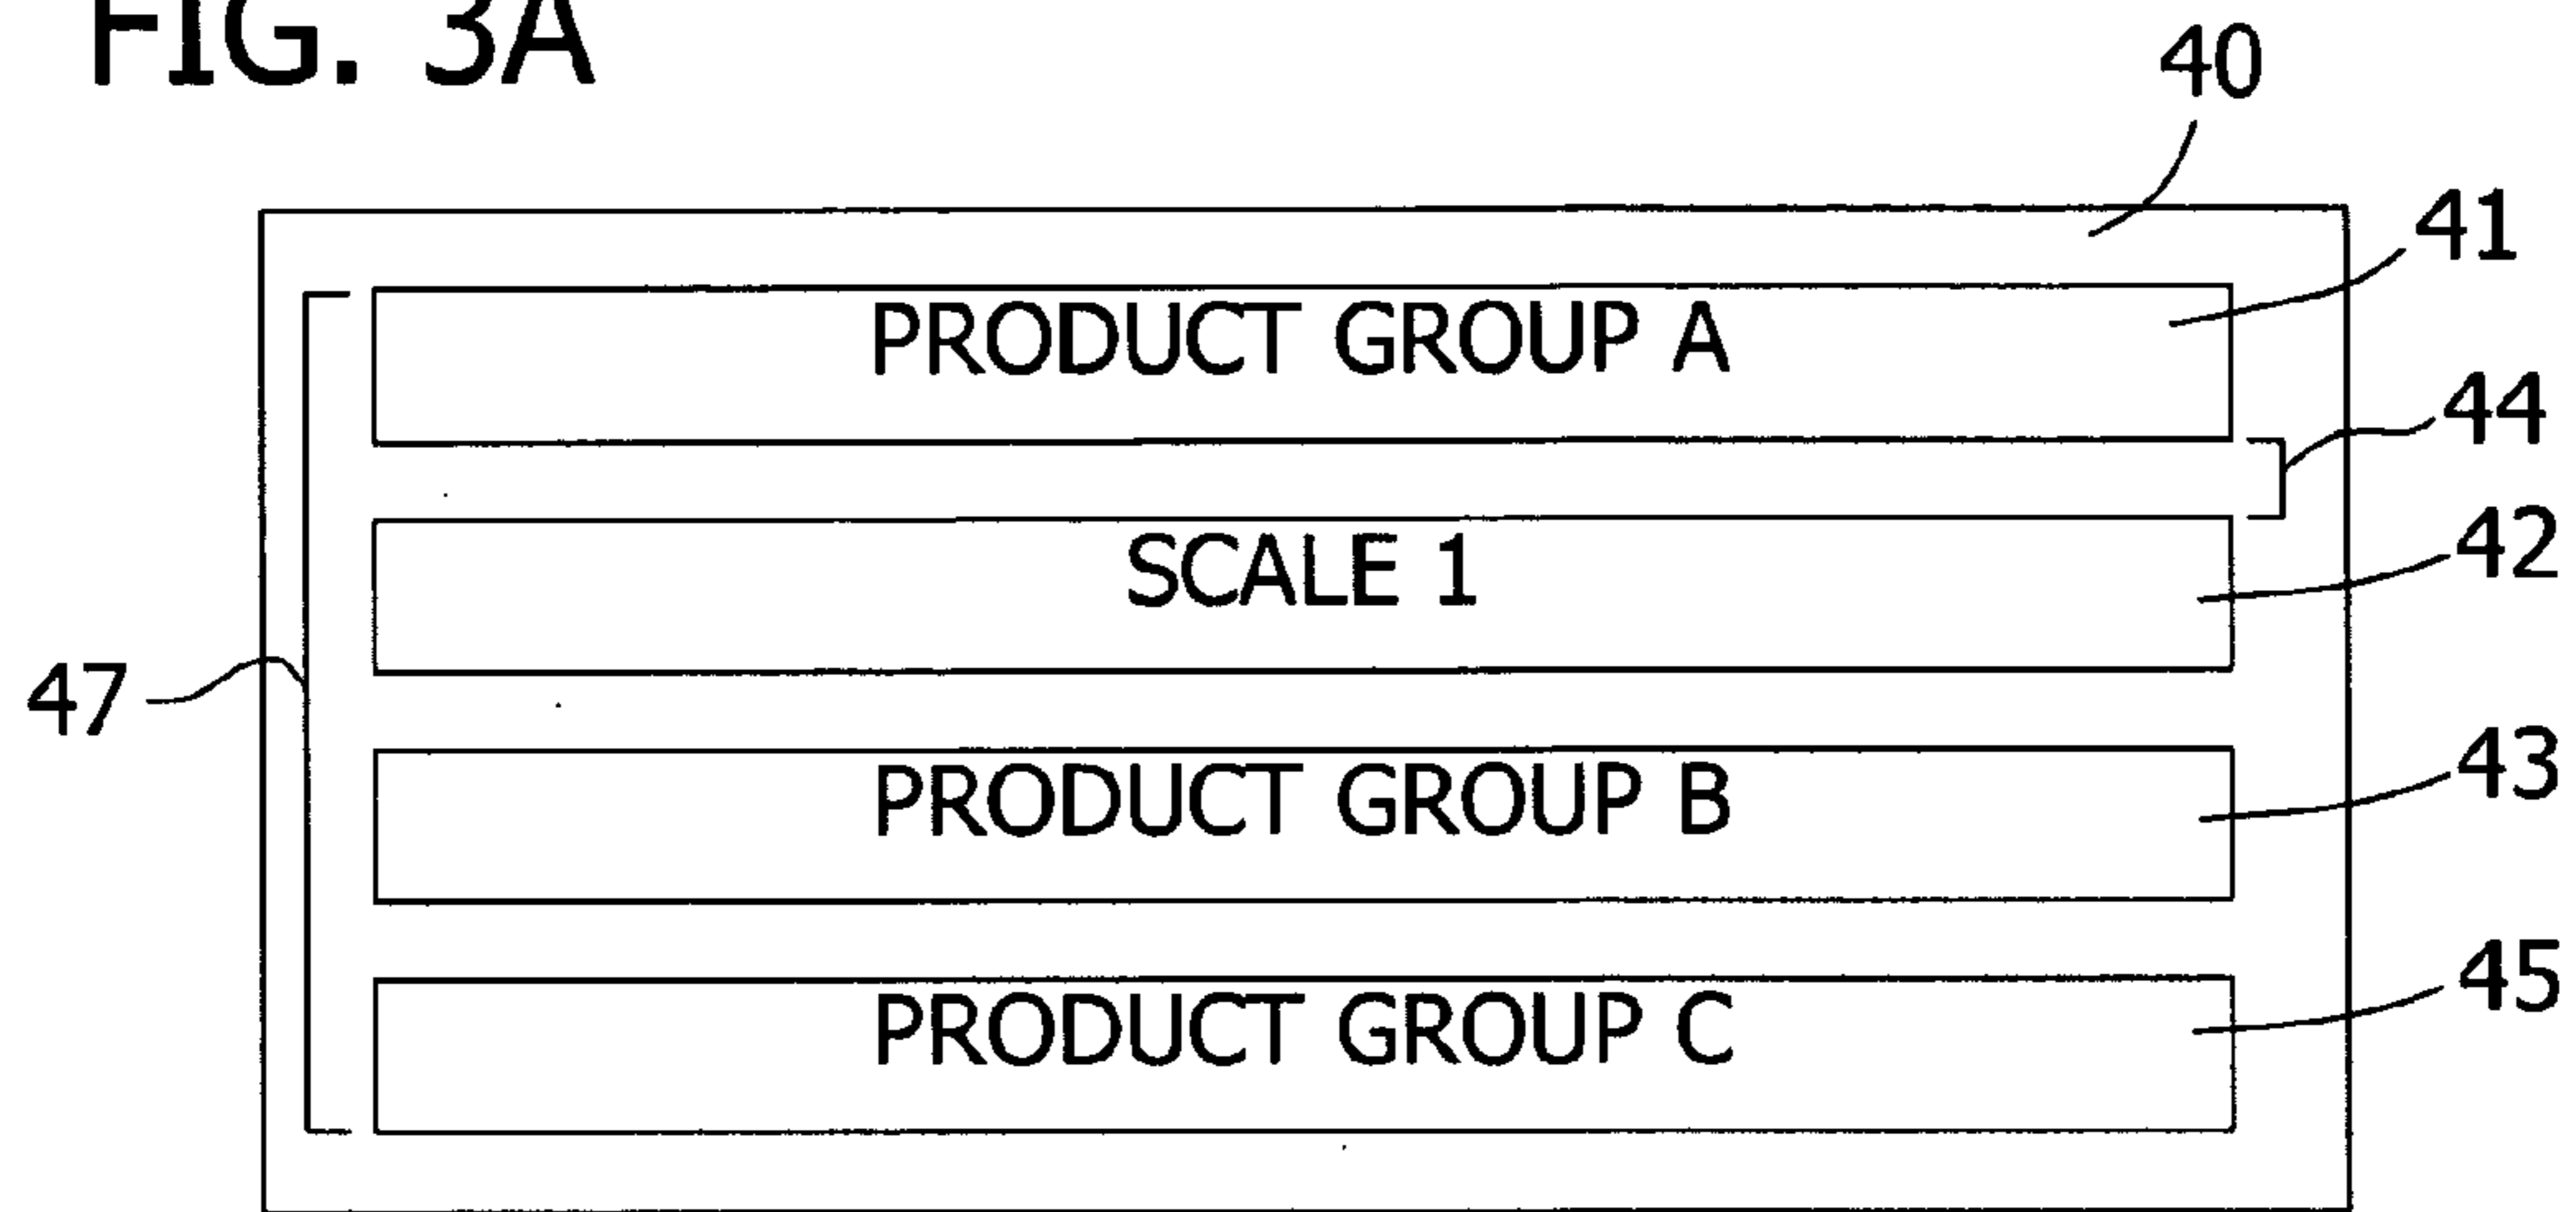 FIG. 3A
40
41
PRODUCT GROUP A
44
SCALE 1
42
47
PRODUCT GROUP B
43
PRODUCT GROUP C
45